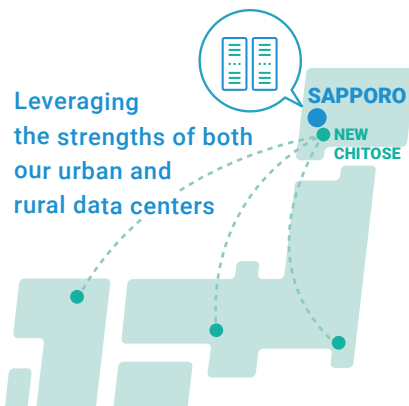 Leveraging
the strengths of both
our urban and
rural data centers
SAPPORO
NEW
CHITOSE